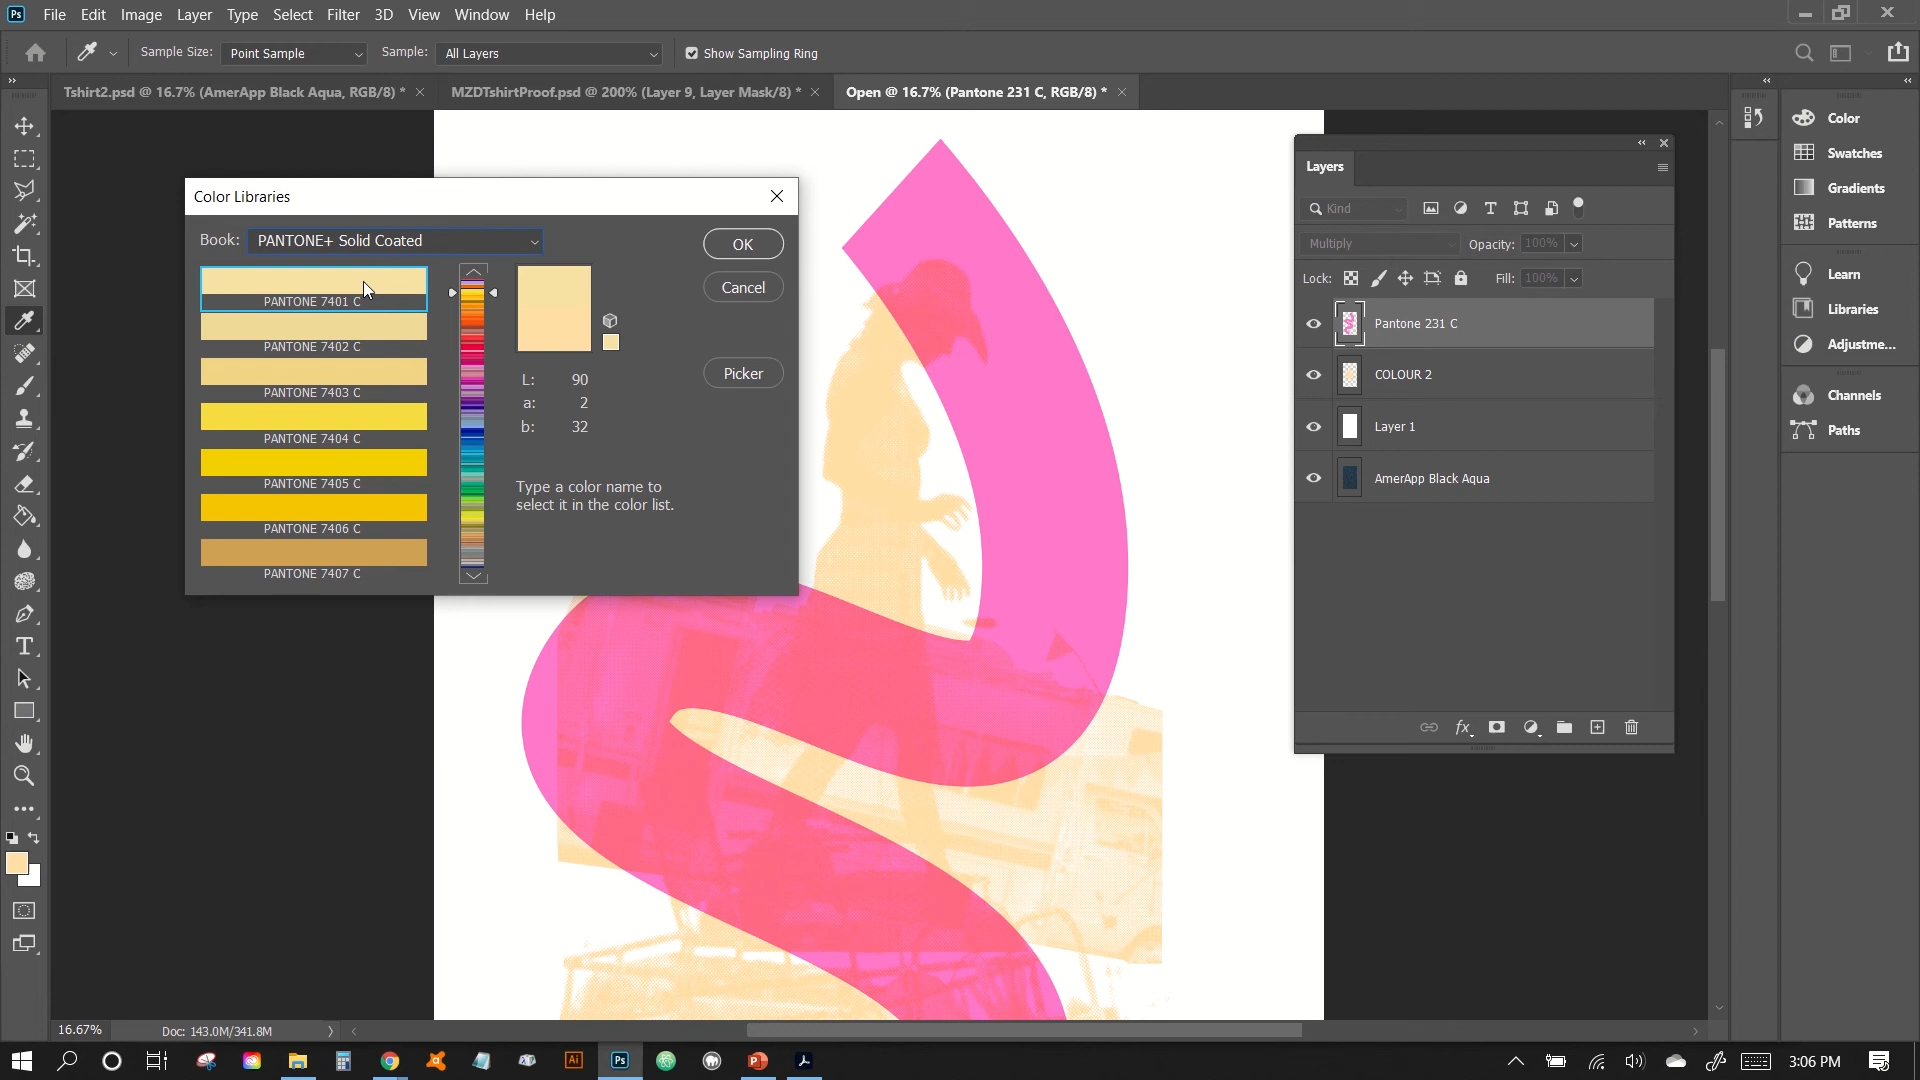 Ps File Edit Image Layer Type Select Filter 3D View Window Help
Sample Size: Point Sample Sample: All Layers Show Sampling Ring
Tshirt2.psd @ 16.7% (AmerApp Black Aqua, RGB/8) * MZDTshirtProof.psd @ 200% (Layer 9, Layer Mask/8) * Open @ 16.7% (Pantone 231 C, RGB/8) *
Color Libraries
Book: PANTONE+ Solid Coated
PANTONE 7401 C
PANTONE 7402 C
PANTONE 7403 C
PANTONE 7404 C
PANTONE 7405 C
PANTONE 7406 C
PANTONE 7407 C
L: 90
a: 2
b: 32
Type a color name to
select it in the color list.
OK
Cancel
Picker
Layers
Kind
Multiply Opacity: 100%
Lock: Fill: 100%
Pantone 231 C
COLOUR 2
Layer 1
AmerApp Black Aqua
fx
Color
Swatches
Gradients
Patterns
Learn
Libraries
Adjustme...
Channels
Paths
T
16.67% Doc: 143.0M/341.8M
Ai Ps
3:06 PM